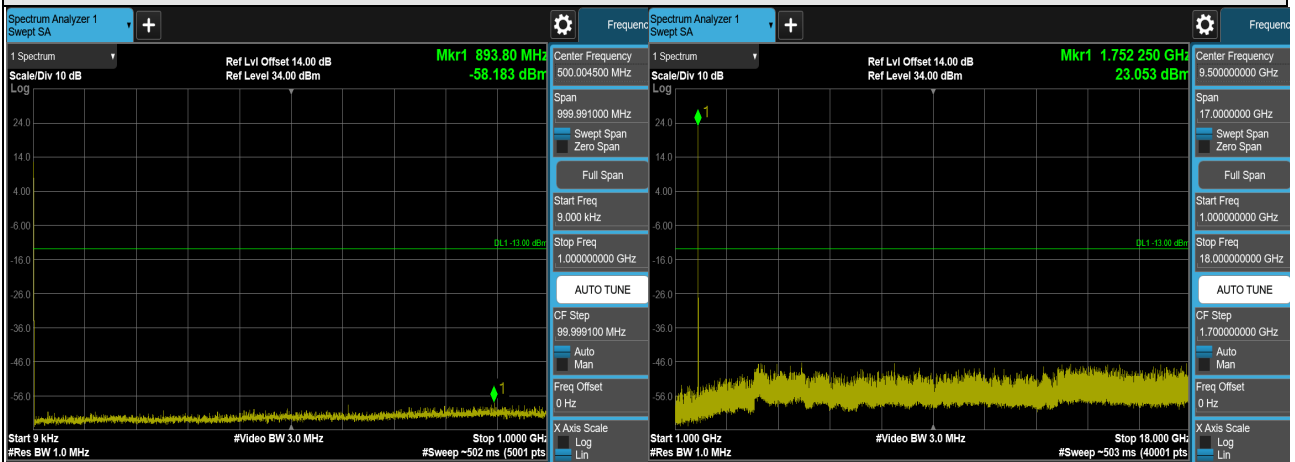 Spectrum Analyzer 1
Swept SA
+
Frequenc
1 Spectrum
Ref Lvl Offset 14.00 dB
Mkr1 893.80 MHz
Scale/Div 10 dB
Ref Level 34.00 dBm
-58.183 dBm
Log
24.0
14.0
4.00
-6.00
-16.0
-26.0
-36.0
-46.0
-56.0
DL1 -13.00 dBm
1
Start 9 kHz
#Video BW 3.0 MHz
Stop 1.0000 GHz
#Res BW 1.0 MHz
#Sweep ~502 ms (5001 pts
Center Frequency
500.004500 MHz
Span
999.991000 MHz
Swept Span
Zero Span
Full Span
Start Freq
9.000 kHz
Stop Freq
1.000000000 GHz
AUTO TUNE
CF Step
99.999100 MHz
Auto
Man
Freq Offset
0 Hz
X Axis Scale
Log
Lin
Spectrum Analyzer 1
Swept SA
+
Frequenc
1 Spectrum
Ref Lvl Offset 14.00 dB
Mkr1 1.752 250 GHz
Scale/Div 10 dB
Ref Level 34.00 dBm
23.053 dBm
Log
1
24.0
14.0
4.00
-6.00
-16.0
-26.0
-36.0
-46.0
-56.0
DL1 -13.00 dBm
Start 1.000 GHz
#Video BW 3.0 MHz
Stop 18.000 GHz
#Res BW 1.0 MHz
#Sweep ~503 ms (40001 pts
Center Frequency
9.500000000 GHz
Span
17.0000000 GHz
Swept Span
Zero Span
Full Span
Start Freq
1.000000000 GHz
Stop Freq
18.000000000 GHz
AUTO TUNE
CF Step
1.700000000 GHz
Auto
Man
Freq Offset
0 Hz
X Axis Scale
Log
Lin